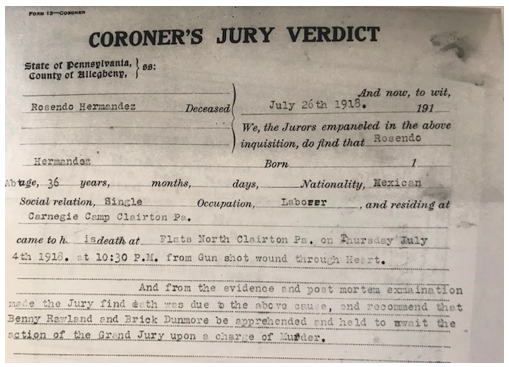 FORM 13—CORONER
CORONER'S JURY VERDICT
State of Pennsylvania, } ss:
County of Allegheny, }
And now, to wit,
Rosendo Hermandez Deceased July 26th 1918. 191
We, the Jurors empaneled in the above
inquisition, do find that Rosendo
Hermandez Born 1
Abtage, 36 years, months, days, Nationality, Mexican
Social relation, Single Occupation, Laborer , and residing at
Carnegie Camp Clairton Pa.
came to h isdeath at Flats North Clairton Pa. on Thursday July
4th 1918. at 10:30 P.M. from Gun shot wound through Heart.
And from the evidence and post mortem exmaination
made the Jury find eath was due to the above cause, and recommend that
Benny Rawland and Brick Dunmore be apprehended and held to await the
action of the Grand Jury upon a charge of Murder.